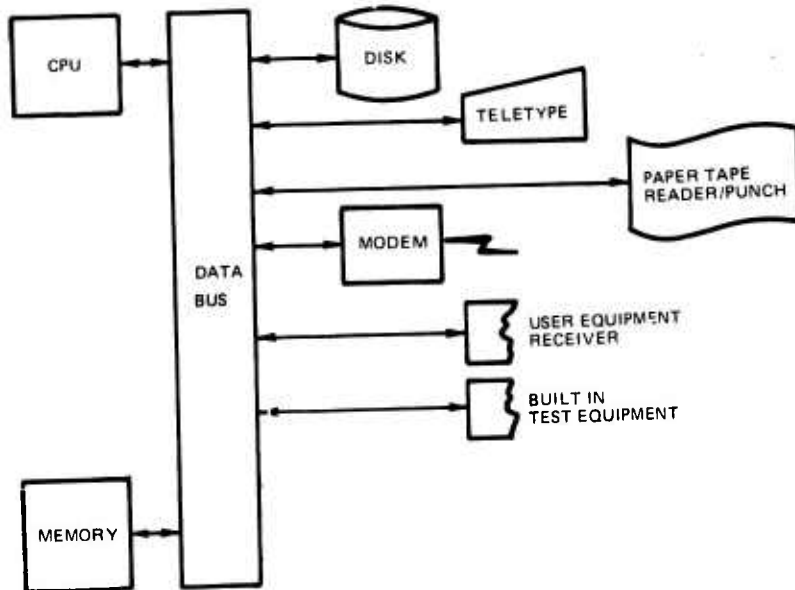 CPU
DISK
TELETYPE
PAPER TAPE
READER/PUNCH
MODEM
DATA
BUS
USER EQUIPMENT
RECEIVER
BUILT IN
TEST EQUIPMENT
MEMORY